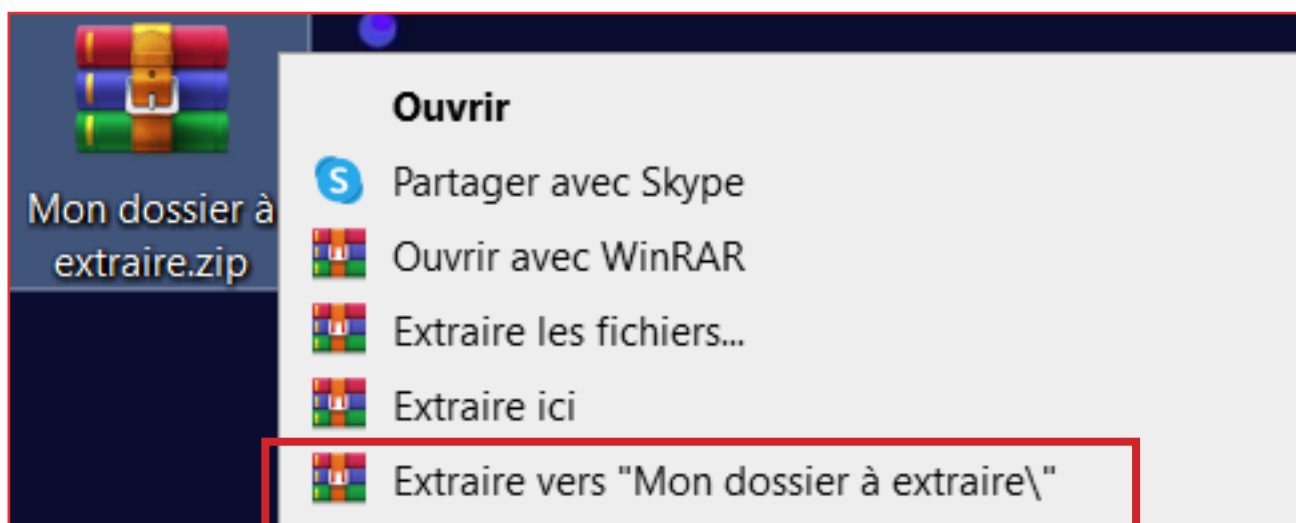 Mon dossier à
extraire.zip
Ouvrir
S
Partager avec Skype
Ouvrir avec WinRAR
Extraire les fichiers...
Extraire ici
Extraire vers "Mon dossier à extraire\"